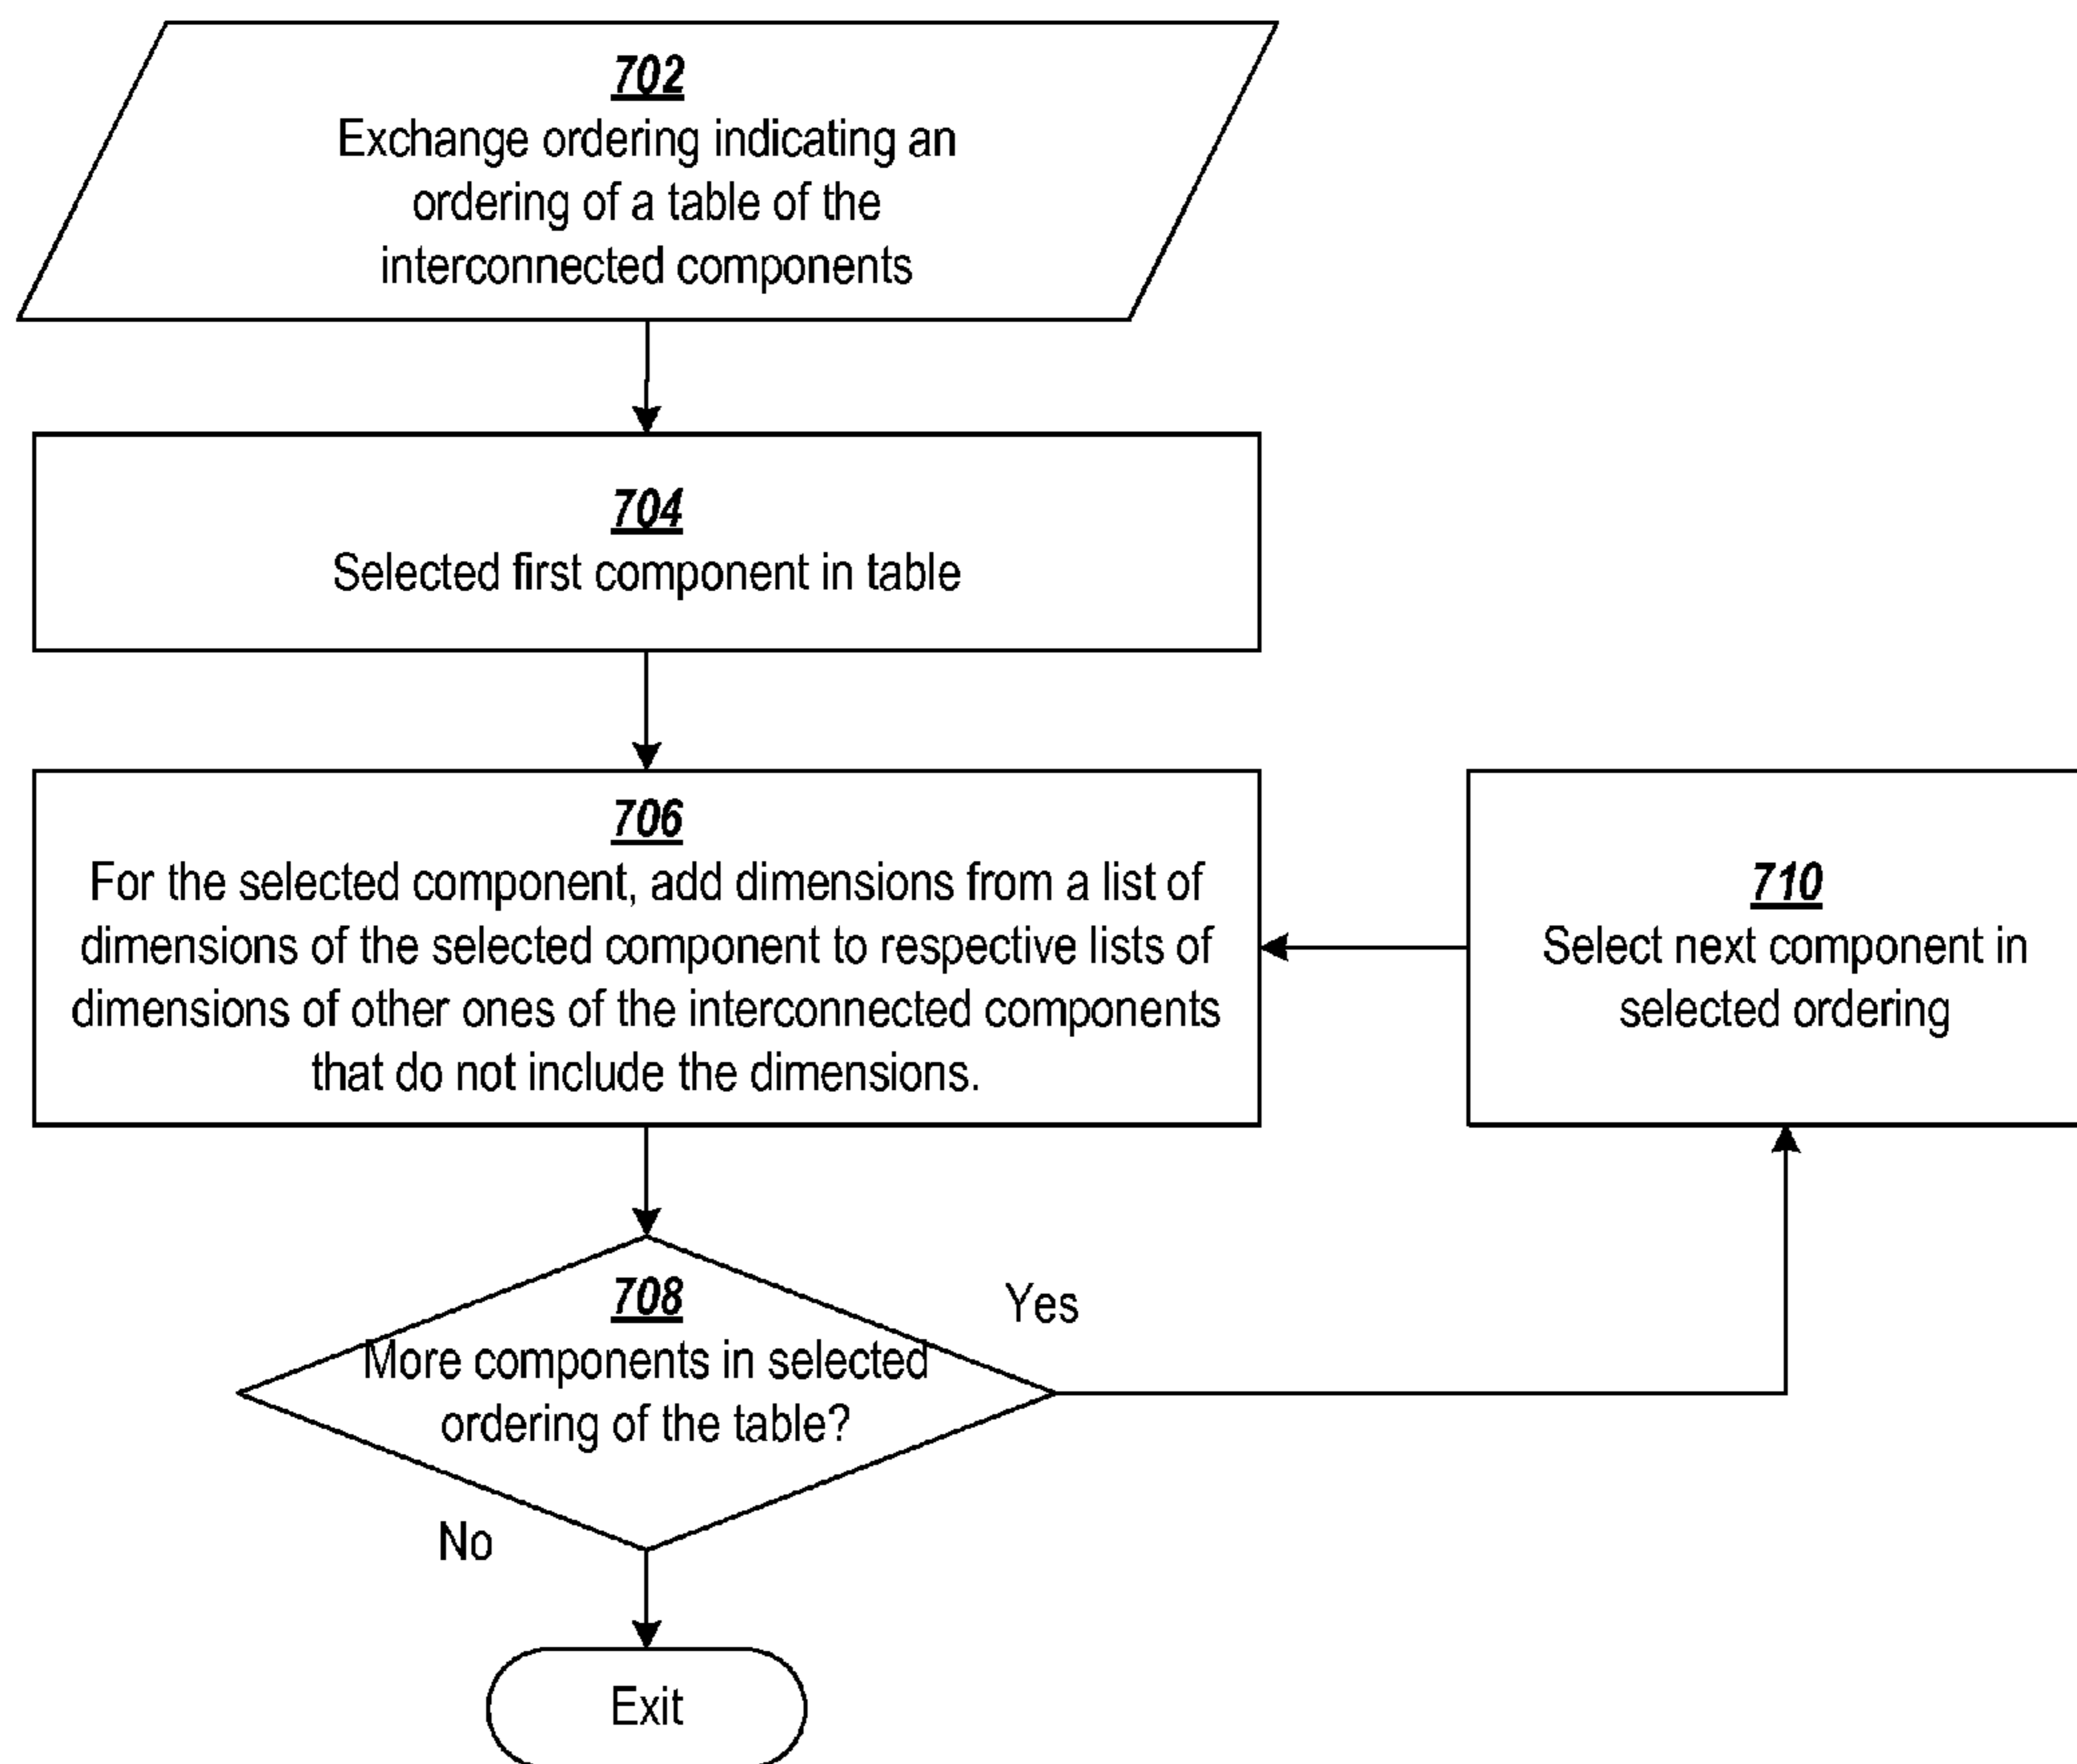 702
Exchange ordering indicating an
ordering of a table of the
interconnected components
704
Selected first component in table
706
For the selected component, add dimensions from a list of
dimensions of the selected component to respective lists of
dimensions of other ones of the interconnected components
that do not include the dimensions.
710
Select next component in
selected ordering
708
More components in selected
ordering of the table?
Yes
No
Exit